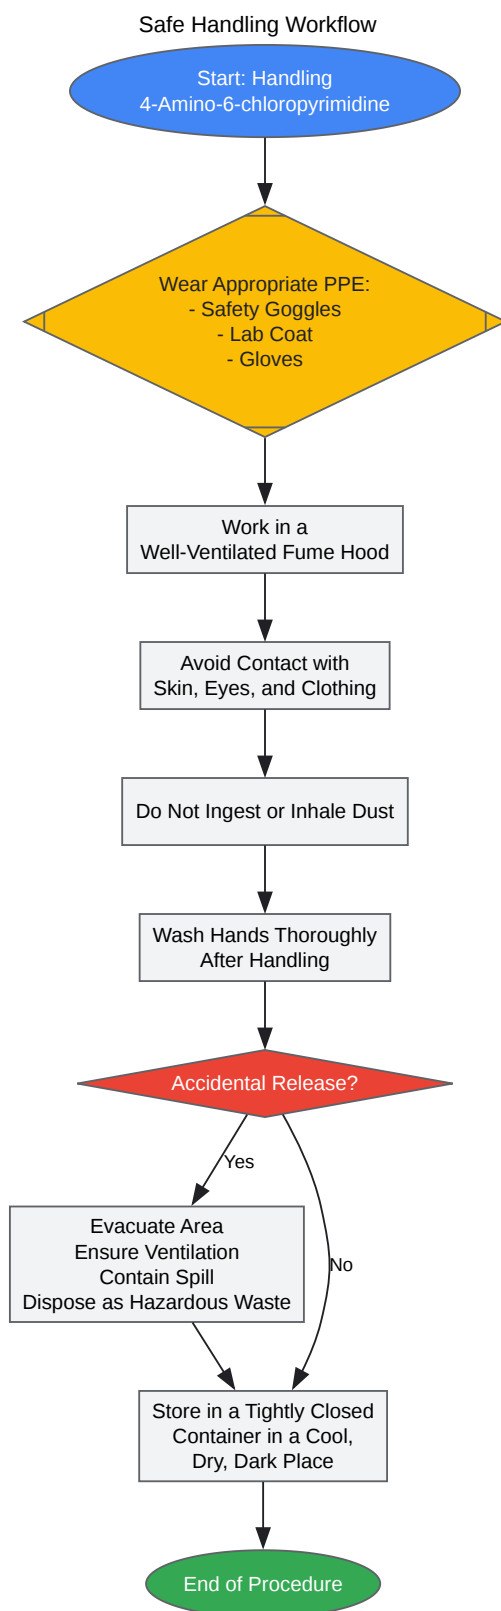 Safe Handling Workflow
Start: Handling
4-Amino-6-chloropyrimidine
Wear Appropriate PPE:
- Safety Goggles
- Lab Coat
- Gloves
Work in a
Well-Ventilated Fume Hood
Avoid Contact with
Skin, Eyes, and Clothing
Do Not Ingest or Inhale Dust
Wash Hands Thoroughly
After Handling
Accidental Release?
Yes
No
Evacuate Area
Ensure Ventilation
Contain Spill
Dispose as Hazardous Waste
Store in a Tightly Closed
Container in a Cool,
Dry, Dark Place
End of Procedure